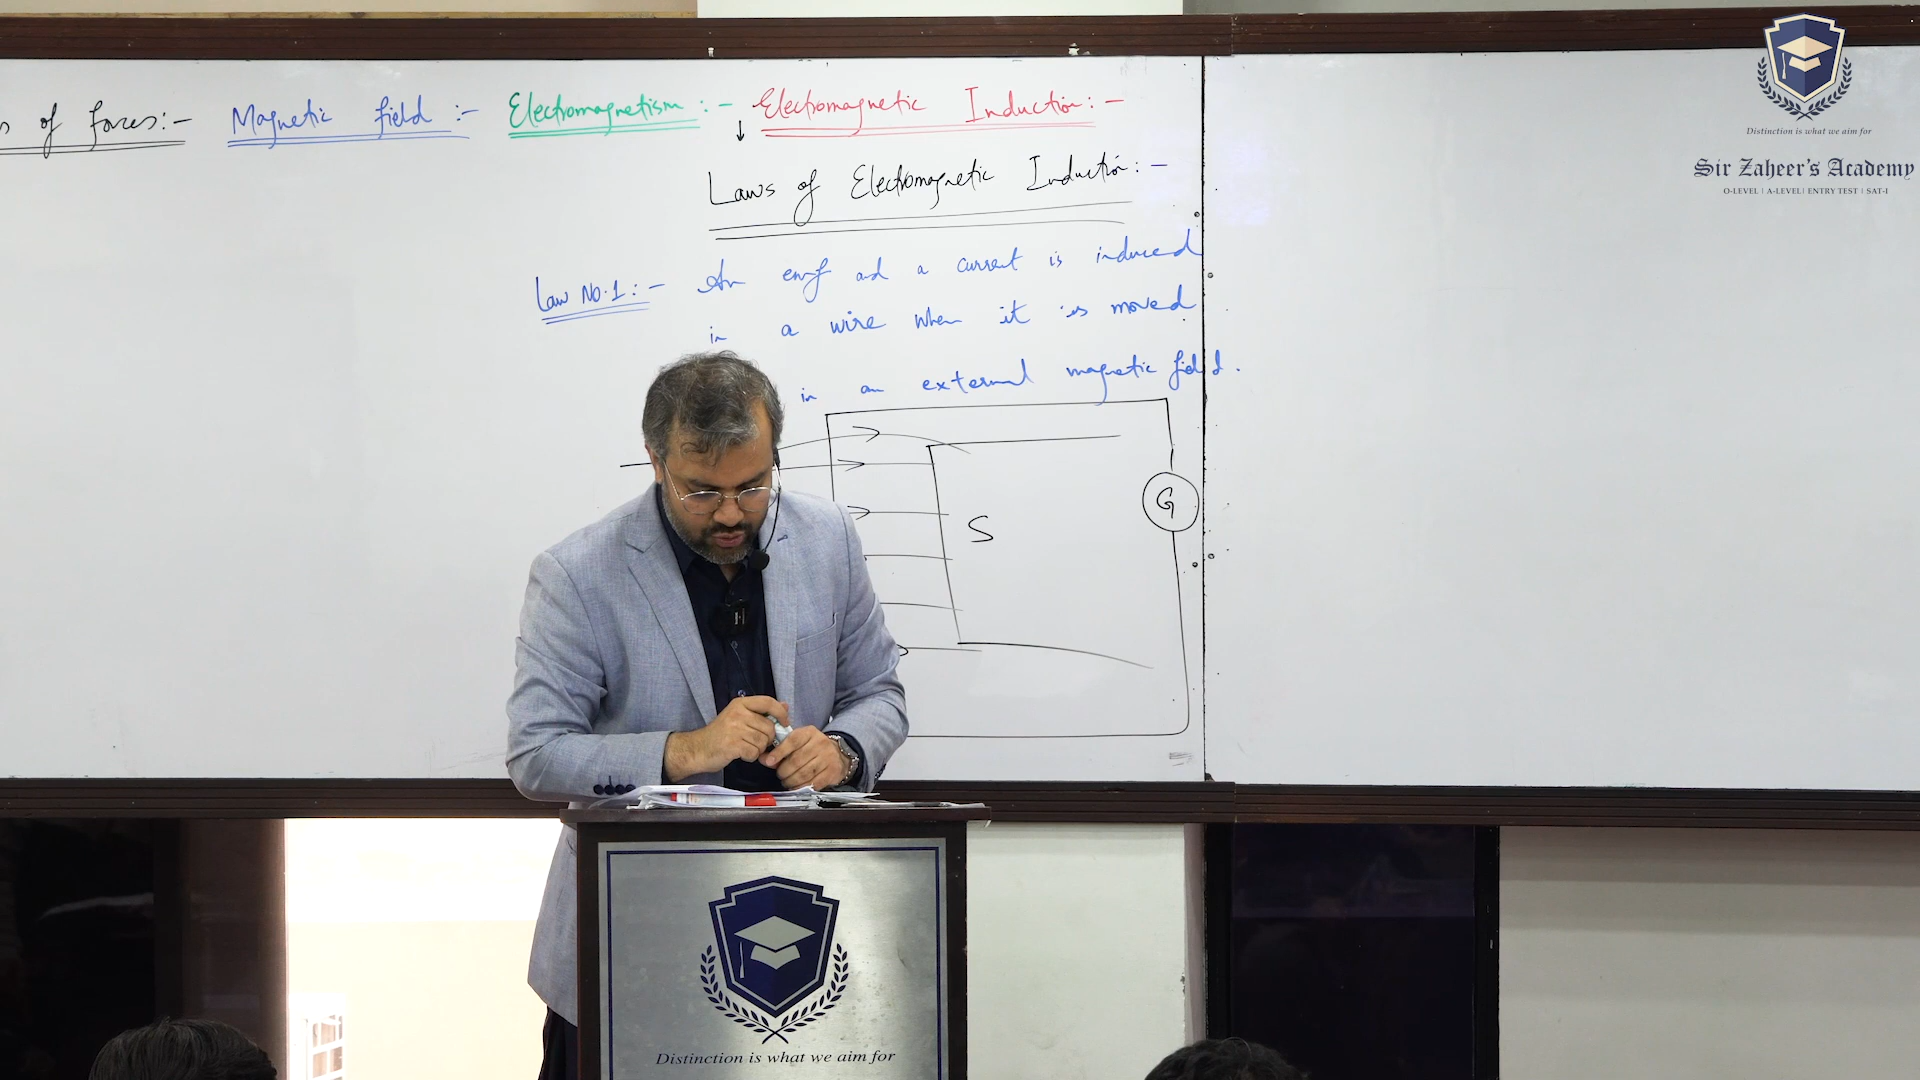 of forces:-
Magnetic field :-
Electromagnetism :-
Electromagnetic Induction :-
↓
Laws of Electromagnetic Induction :-
Law No.1 :- An emf and a current is induced
in a wire when it is moved
in an external magnetic field.
S
G
Distinction is what we aim for
Sir Zaheer's Academy
O-LEVEL | A-LEVEL | ENTRY TEST | SAT-I
Distinction is what we aim for